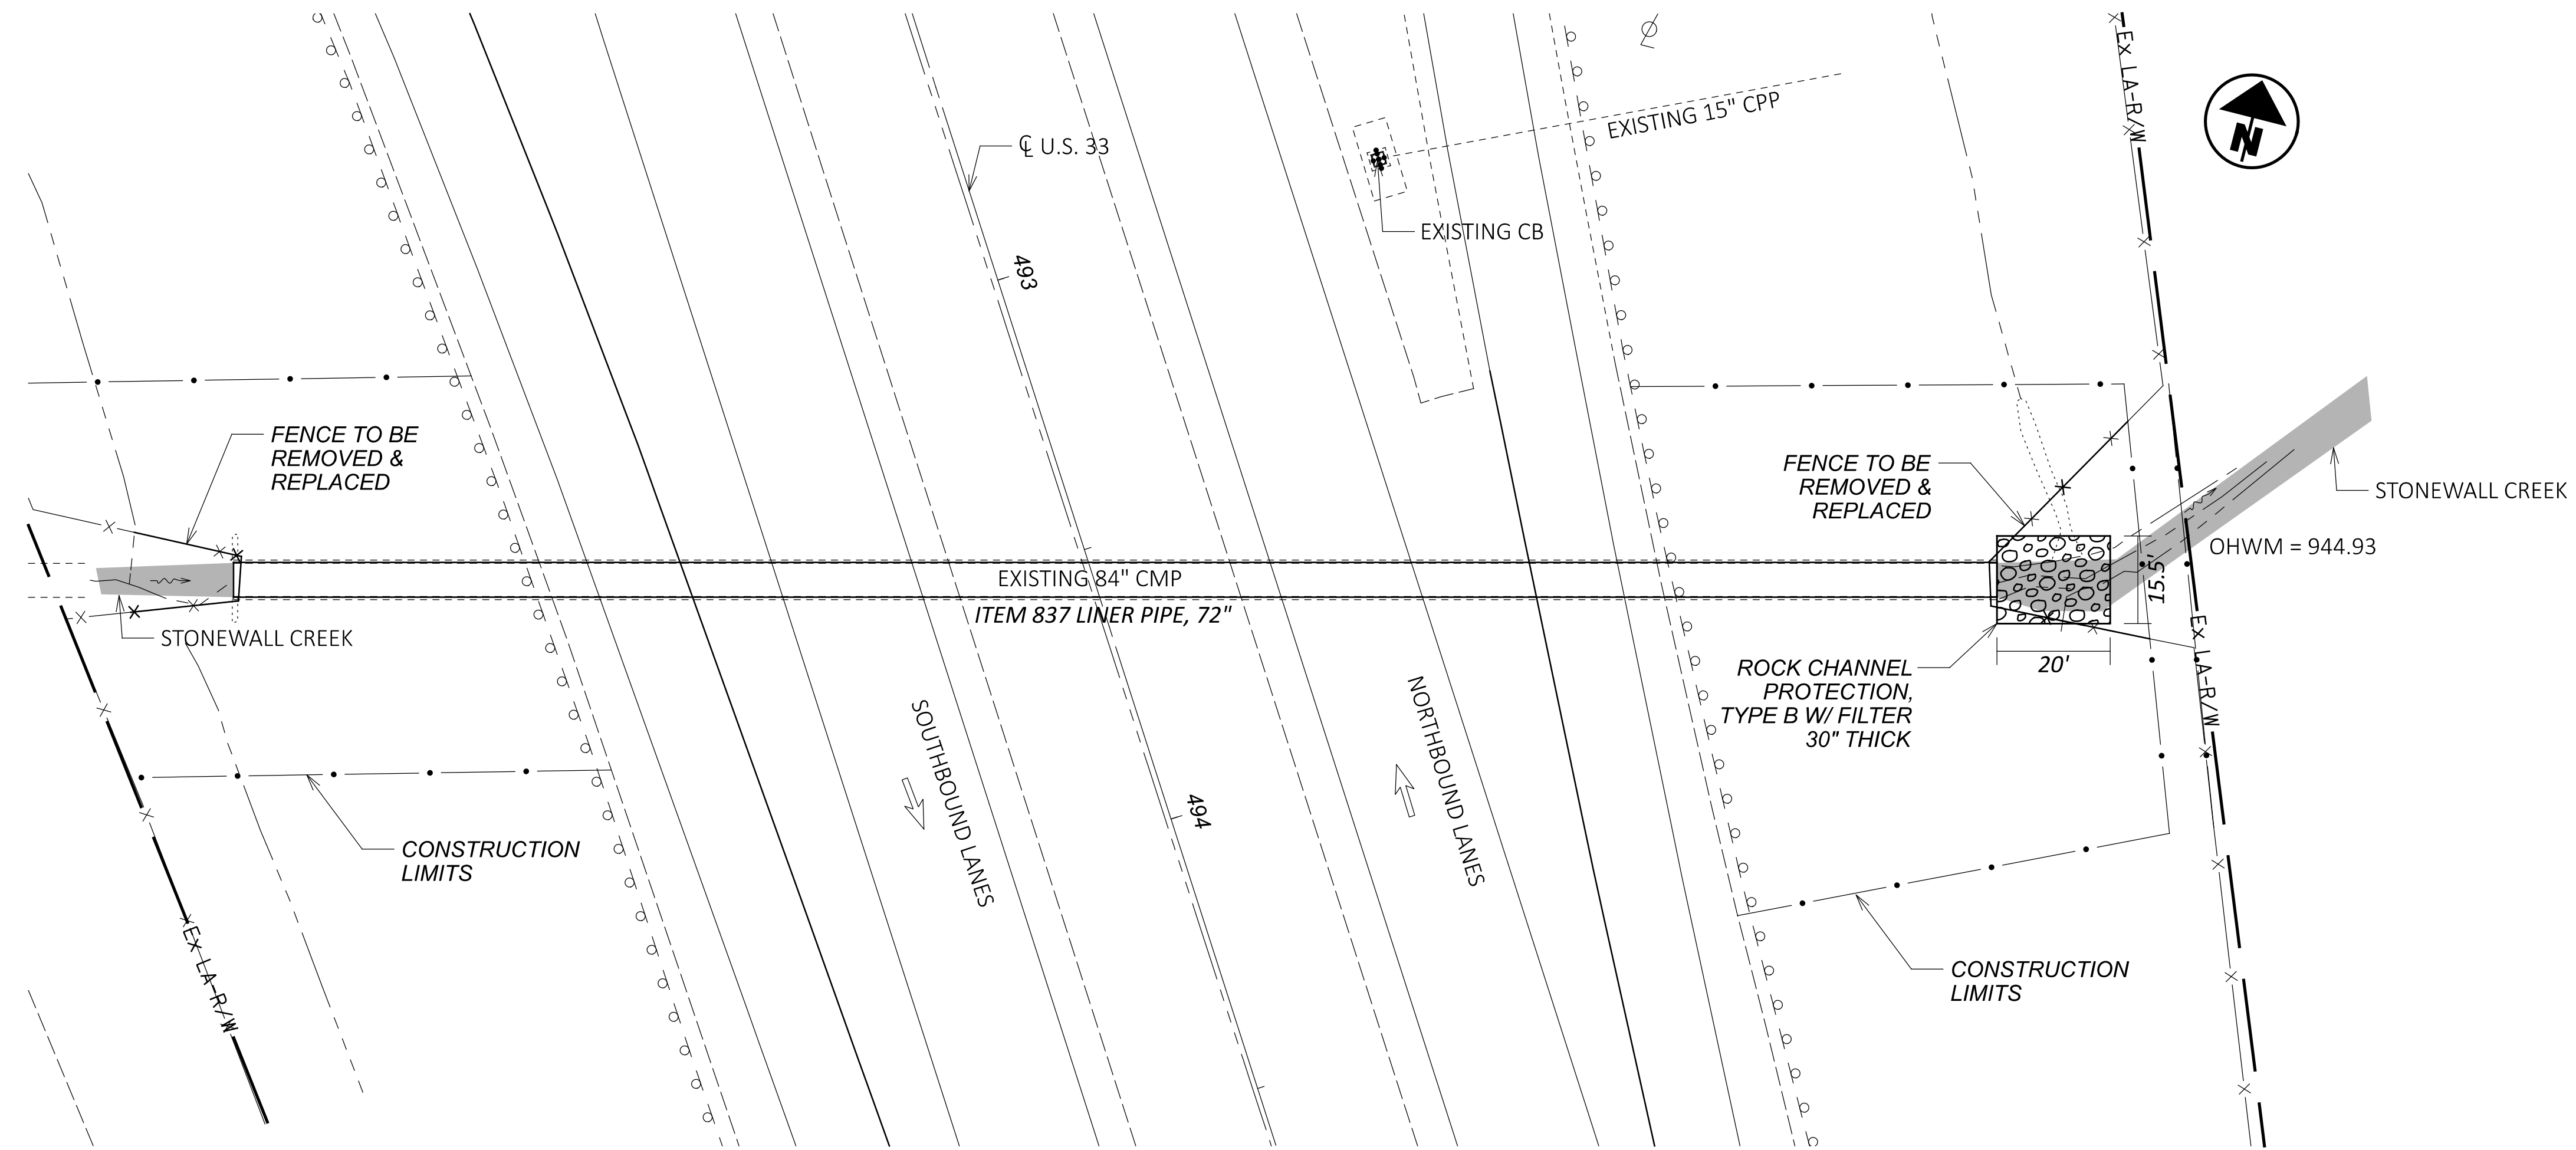 Ex LA-R/W
EXISTING 15" CPP
℄ U.S. 33
N
EXISTING CB
493
FENCE TO BE
REMOVED &
REPLACED
FENCE TO BE
REMOVED &
REPLACED
STONEWALL CREEK
OHWM = 944.93
EXISTING 84" CMP
ITEM 837 LINER PIPE, 72"
15.5'
STONEWALL CREEK
20'
ROCK CHANNEL
PROTECTION,
TYPE B W/ FILTER
30" THICK
Ex LA-R/W
SOUTHBOUND LANES
NORTHBOUND LANES
494
CONSTRUCTION
LIMITS
Ex LA-R/W
CONSTRUCTION
LIMITS